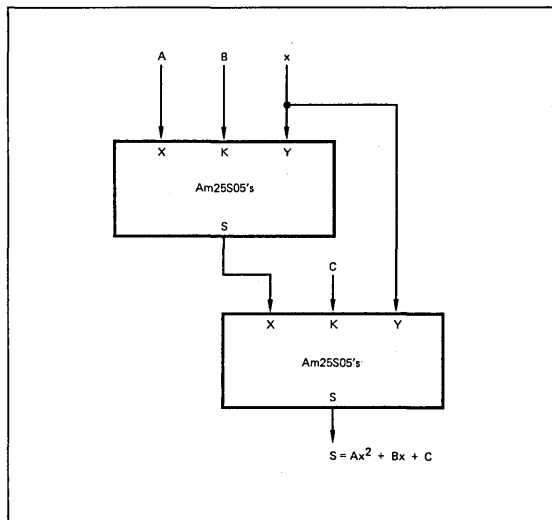 A B x
X K Y
Am25S05's
S
C
X K Y
Am25S05's
S
S = Ax² + Bx + C